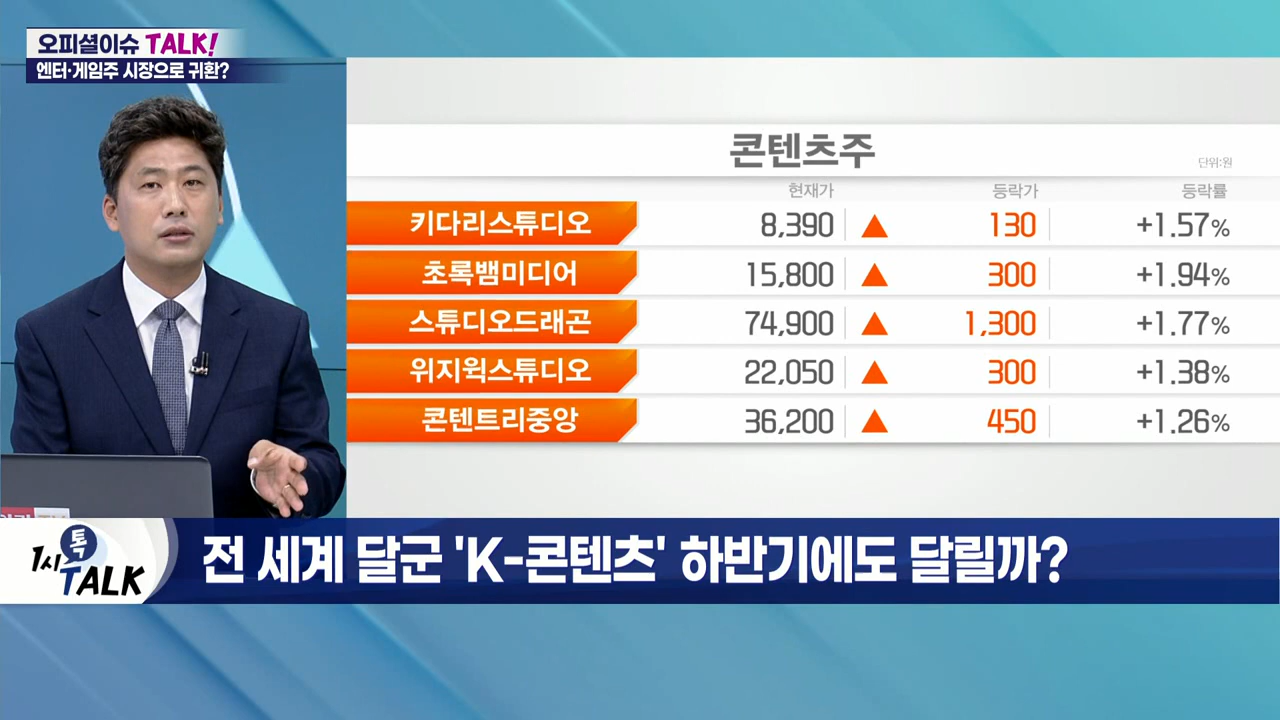 오피셜이슈 TALK!
엔터·게임주 시장으로 귀환?
콘텐츠주
단위:원
현재가 등락가 등락률
키다리스튜디오 8,390 ▲ 130 +1.57%
초록뱀미디어 15,800 ▲ 300 +1.94%
스튜디오드래곤 74,900 ▲ 1,300 +1.77%
위지윅스튜디오 22,050 ▲ 300 +1.38%
콘텐트리중앙 36,200 ▲ 450 +1.26%
1시톡
TALK
전 세계 달군 'K-콘텐츠' 하반기에도 달릴까?